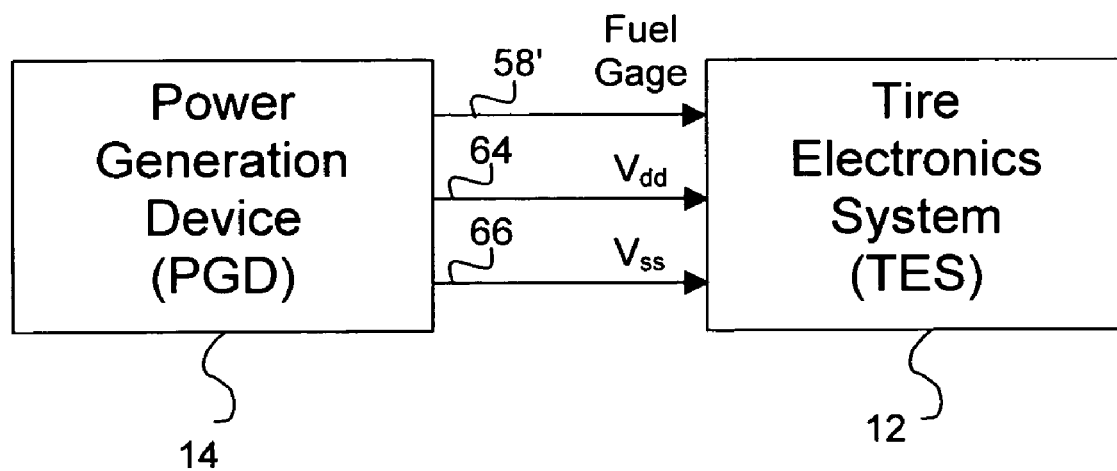 Power
Generation
Device
(PGD)
58'
Fuel
Gage
64
Vdd
66
Vss
Tire
Electronics
System
(TES)
14
12